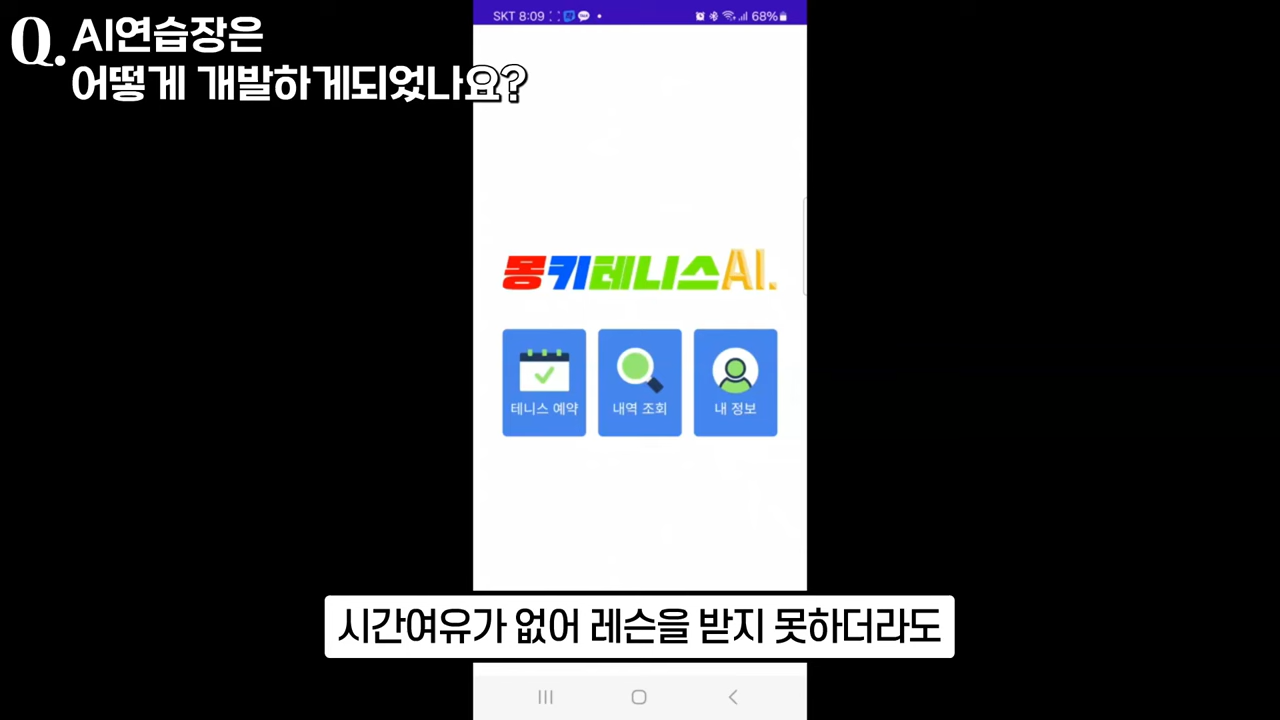 SKT 8:09
68%
Q. AI연습장은
어떻게 개발하게되었나요?
몽키테니스AI.
테니스 예약
내역 조회
내 정보
시간여유가 없어 레슨을 받지 못하더라도